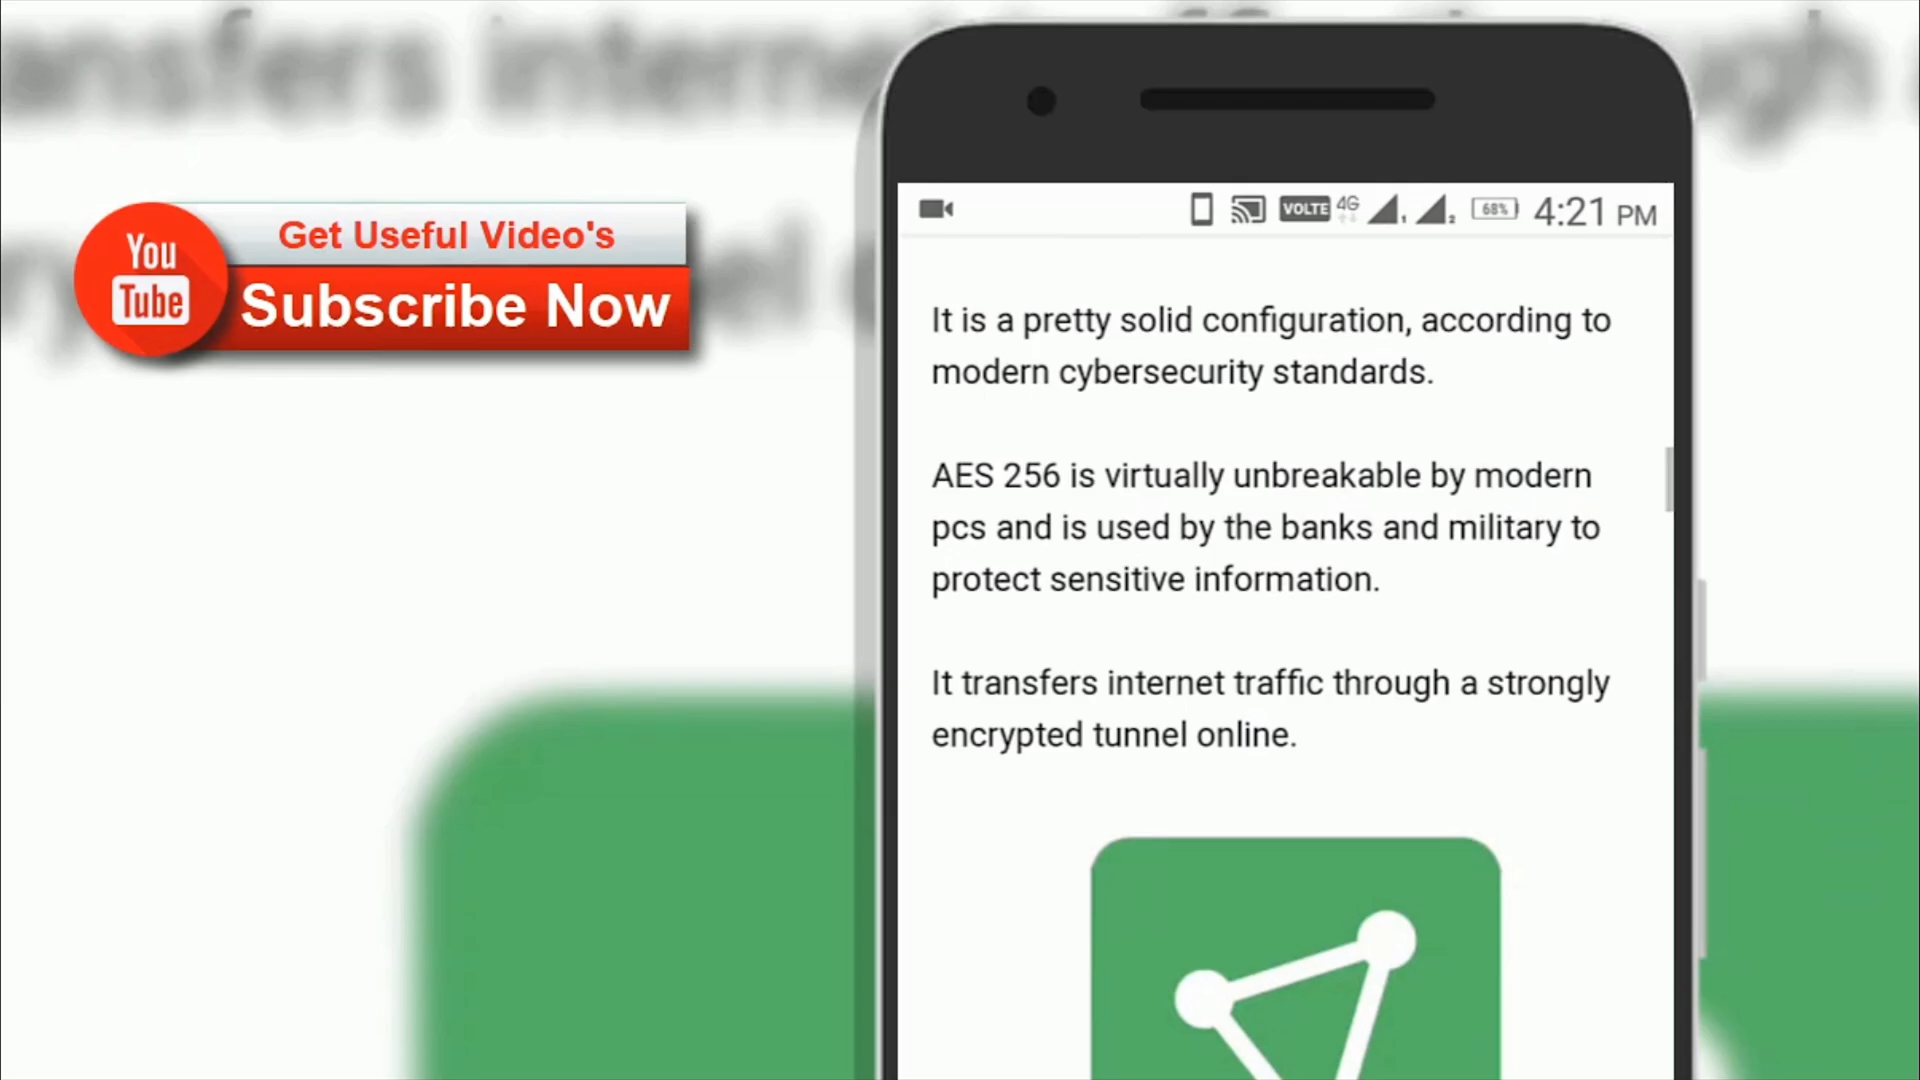 You
Tube
Get Useful Video's
Subscribe Now
VOLTE 4G 1 2 68% 4:21 PM
It is a pretty solid configuration, according to
modern cybersecurity standards.
AES 256 is virtually unbreakable by modern
pcs and is used by the banks and military to
protect sensitive information.
It transfers internet traffic through a strongly
encrypted tunnel online.